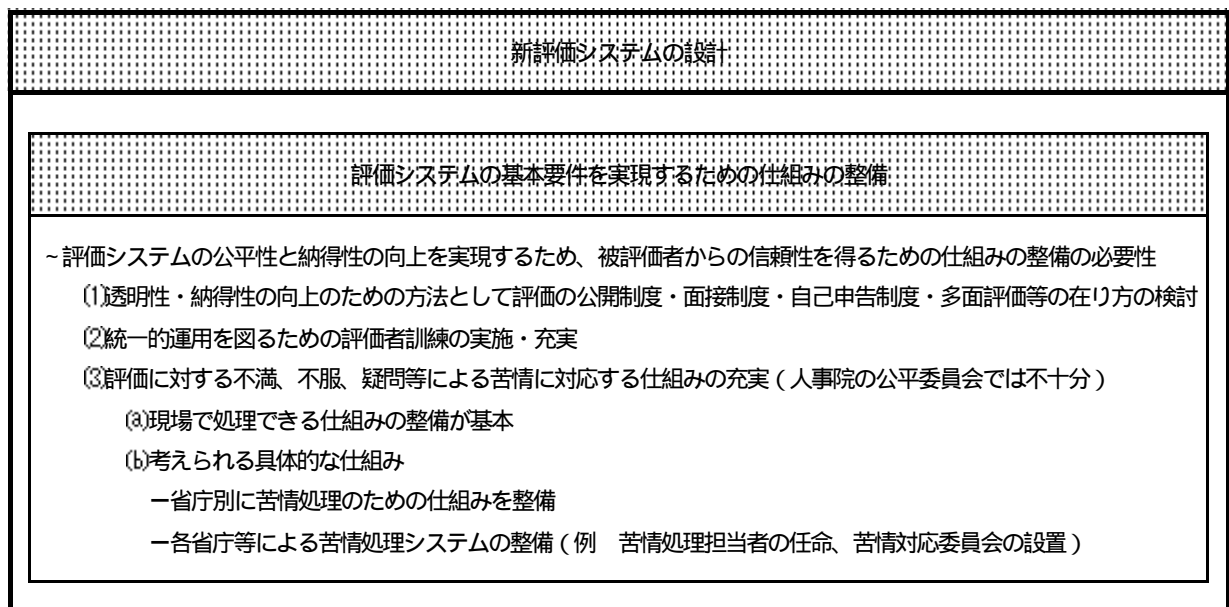 新評価システムの設計
評価システムの基本要件を実現するための仕組みの整備
~評価システムの公平性と納得性の向上を実現するため、被評価者からの信頼性を得るための仕組みの整備の必要性
⑴透明性・納得性の向上のための方法として評価の公開制度・面接制度・自己申告制度・多面評価等の在り方の検討
⑵統一的運用を図るための評価者訓練の実施・充実
⑶評価に対する不満、不服、疑問等による苦情に対応する仕組みの充実(人事院の公平委員会では不十分)
⒜現場で処理できる仕組みの整備が基本
⒝考えられる具体的な仕組み
ー省庁別に苦情処理のための仕組みを整備
ー各省庁等による苦情処理システムの整備(例　苦情処理担当者の任命、苦情対応委員会の設置)